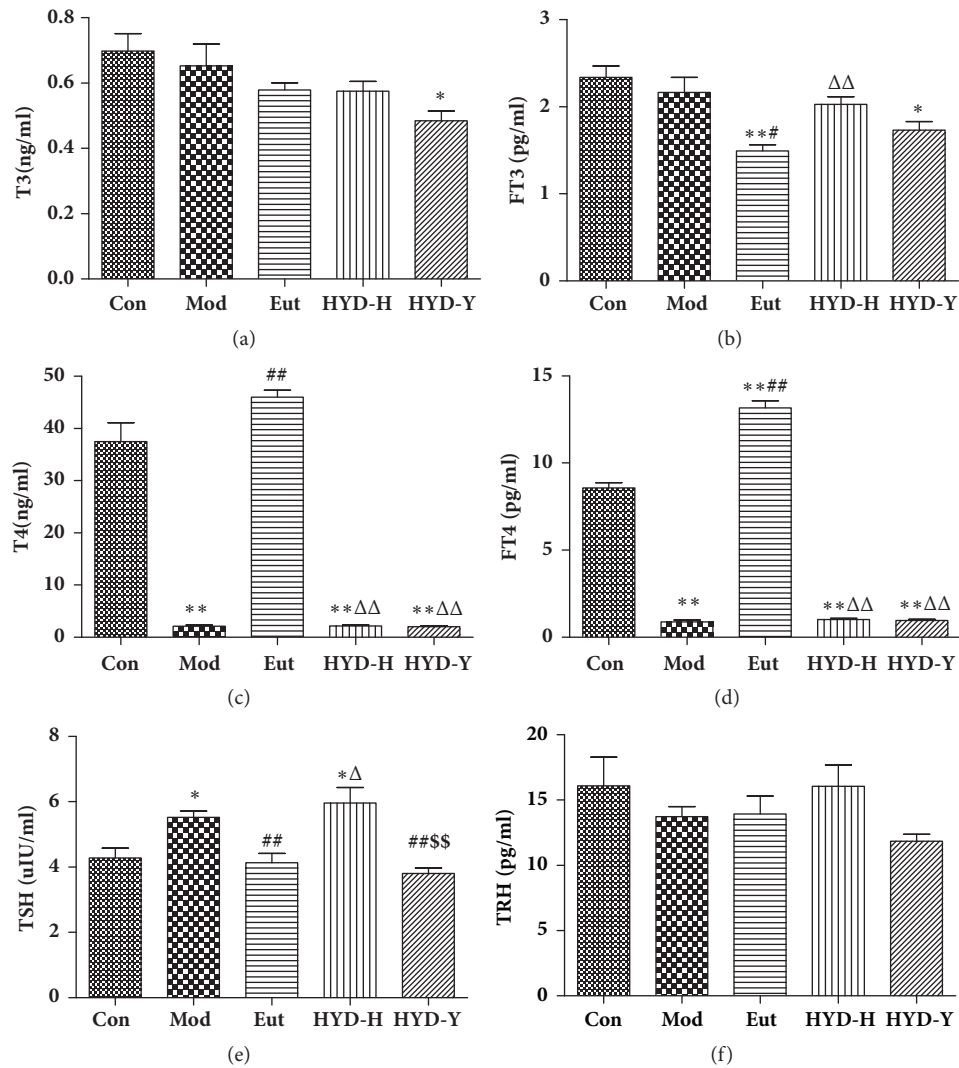 0.8
0.6
0.4
0.2
0.0
T3(ng/ml)
*
Con Mod Eut HYD-H HYD-Y
(a)
3
2
1
0
FT3 (pg/ml)
**#
ΔΔ
*
Con Mod Eut HYD-H HYD-Y
(b)
50
40
30
20
10
0
T4(ng/ml)
**
##
**ΔΔ
**ΔΔ
Con Mod Eut HYD-H HYD-Y
(c)
15
10
5
0
FT4 (pg/ml)
**
**##
**ΔΔ
**ΔΔ
Con Mod Eut HYD-H HYD-Y
(d)
8
6
4
2
0
TSH (uIU/ml)
*
##
*Δ
##$$
Con Mod Eut HYD-H HYD-Y
(e)
20
15
10
5
0
TRH (pg/ml)
Con Mod Eut HYD-H HYD-Y
(f)